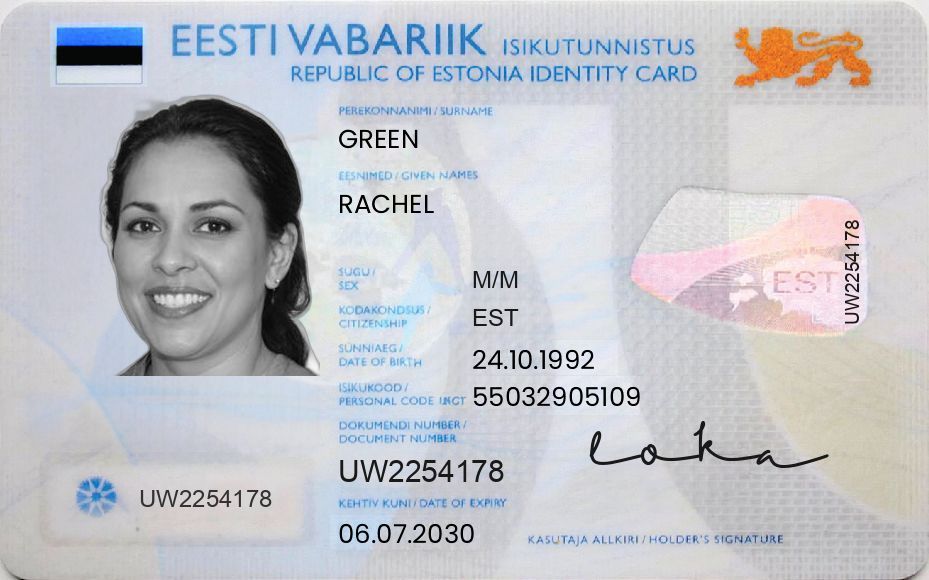 EESTI VABARIIK ISIKUTUNNISTUS
REPUBLIC OF ESTONIA IDENTITY CARD
PEREKONNANIMI / SURNAME
GREEN
EESNIMED / GIVEN NAMES
RACHEL
SUGU / SEX M/M
KODAKONDSUS / CITIZENSHIP EST
SÜNNIAEG / DATE OF BIRTH 24.10.1992
ISIKUKOOD / PERSONAL CODE 55032905109
DOKUMENDI NUMBER / DOCUMENT NUMBER
UW2254178
KEHTIV KUNI / DATE OF EXPIRY
06.07.2030
UW2254178
EST
UW2254178
loka
KASUTAJA ALLKIRI / HOLDER'S SIGNATURE